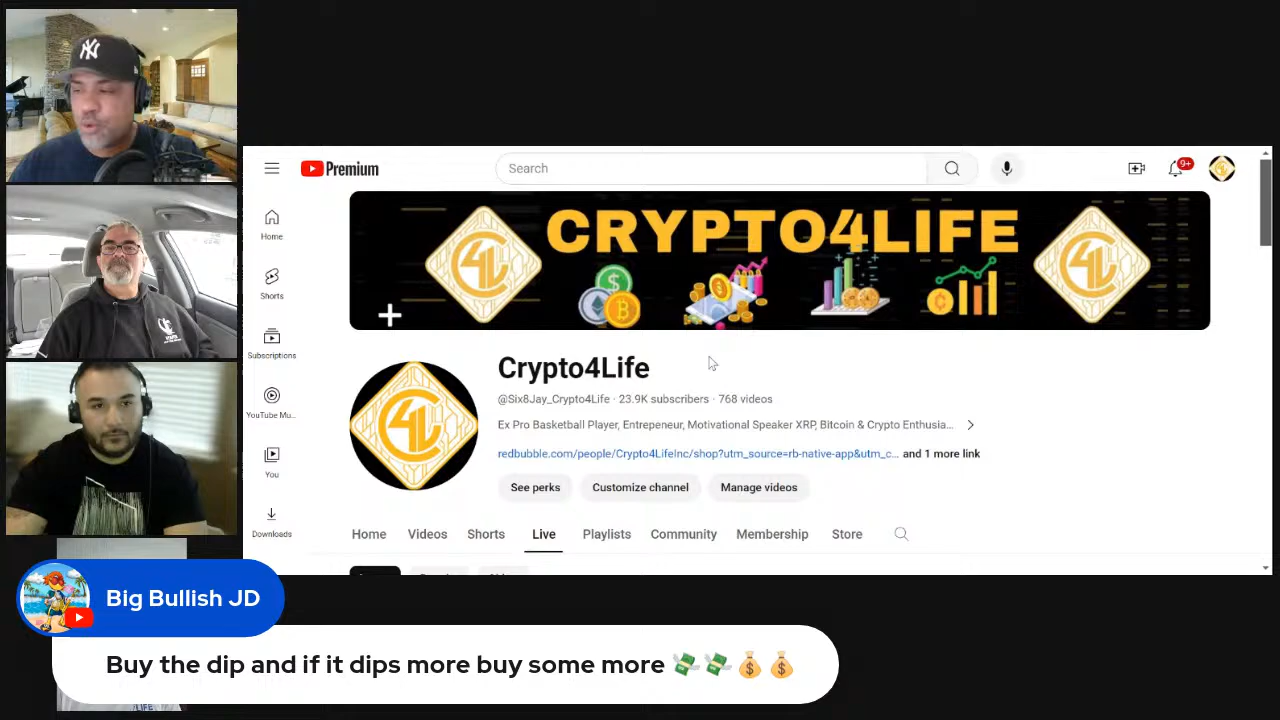 Premium
Search
9+
Home
Shorts
Subscriptions
YouTube Mu...
You
Downloads
CRYPTO4LIFE
Crypto4Life
@Six8Jay_Crypto4Life · 23.9K subscribers · 768 videos
Ex Pro Basketball Player, Entrepeneur, Motivational Speaker XRP, Bitcoin & Crypto Enthusia...
redbubble.com/people/Crypto4LifeInc/shop?utm_source=rb-native-app&utm_c... and 1 more link
See perks Customize channel Manage videos
Home Videos Shorts Live Playlists Community Membership Store
Big Bullish JD
Buy the dip and if it dips more buy some more 💸💸💰💰